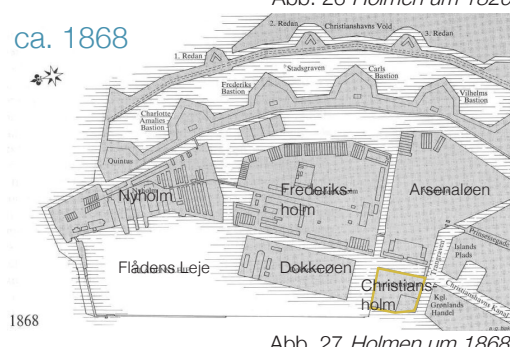 Abb. 26 Holmen um 1820
ca. 1868
2. Redan
Christianshavns Vold
3. Redan
1. Redan
Stadsgraven
Carls
Bastion
Frederiks
Bastion
Vilhelms
Bastion
Charlotte
Amalies
Bastion
Quintus
Nyholm
Frederiks-
holm
Arsenaløen
Flådens Leje
Dokkeøen
Christians-
holm
Islands
Plads
Prinsessegade
Christianshavns Kanal
Kgl.
Grønlands
Handel
1868
Abb. 27 Holmen um 1868